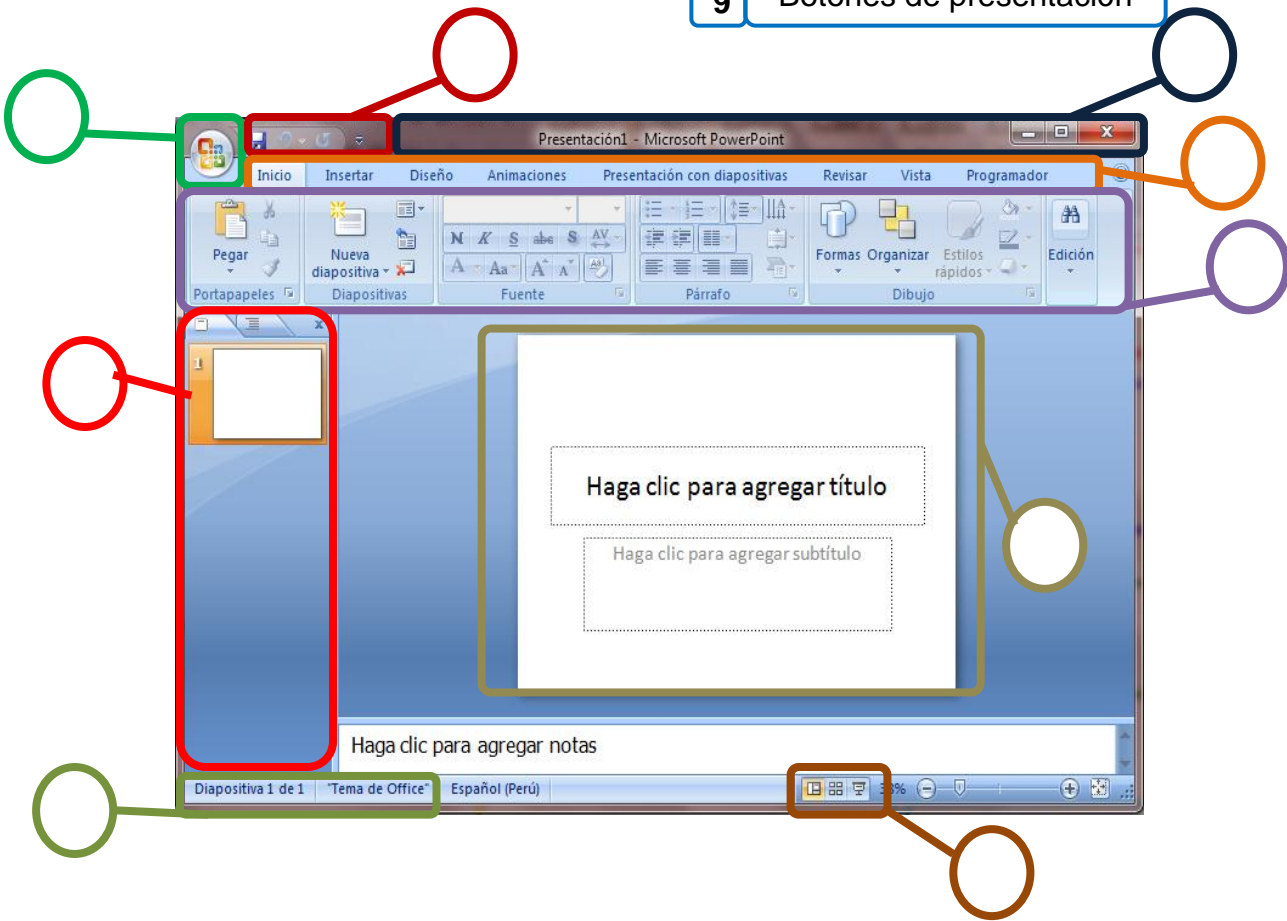 9 Botones de presentación
Presentación1 - Microsoft PowerPoint
Inicio Insertar Diseño Animaciones Presentación con diapositivas Revisar Vista Programador
Pegar
Nueva
diapositiva
N K S abc S AV
A Aa A A
Formas Organizar Estilos
rápidos
Edición
Portapapeles Diapositivas Fuente Párrafo Dibujo
1
Haga clic para agregar título
Haga clic para agregar subtítulo
Haga clic para agregar notas
Diapositiva 1 de 1 "Tema de Office" Español (Perú)